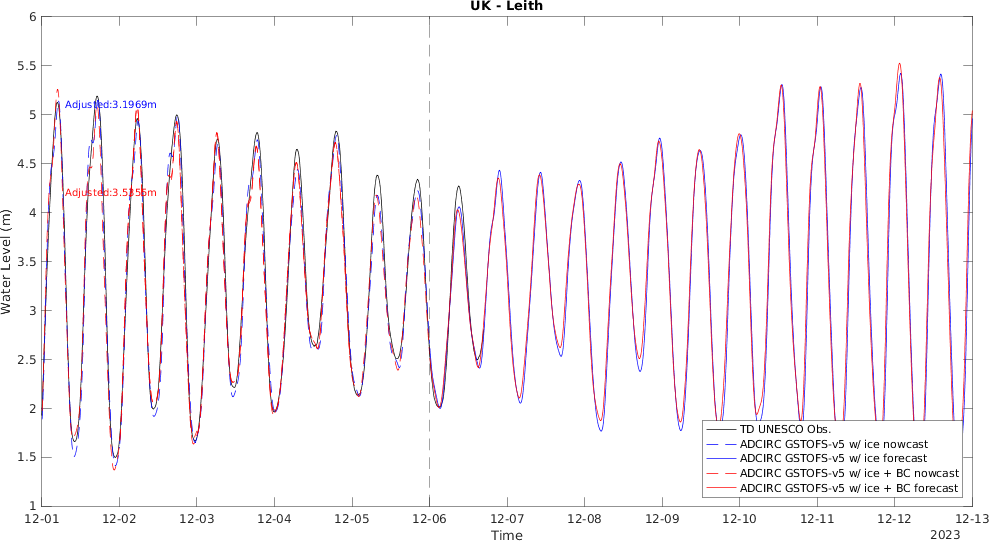 UK - Leith
6
5.5
5
4.5
4
3.5
3
2.5
2
1.5
1
Water Level (m)
Adjusted:3.1969m
Adjusted:3.5355m
TD UNESCO Obs.
ADCIRC GSTOFS-v5 w/ ice nowcast
ADCIRC GSTOFS-v5 w/ ice forecast
ADCIRC GSTOFS-v5 w/ ice + BC nowcast
ADCIRC GSTOFS-v5 w/ ice + BC forecast
12-01 12-02 12-03 12-04 12-05 12-06 12-07 12-08 12-09 12-10 12-11 12-12 12-13
Time
2023